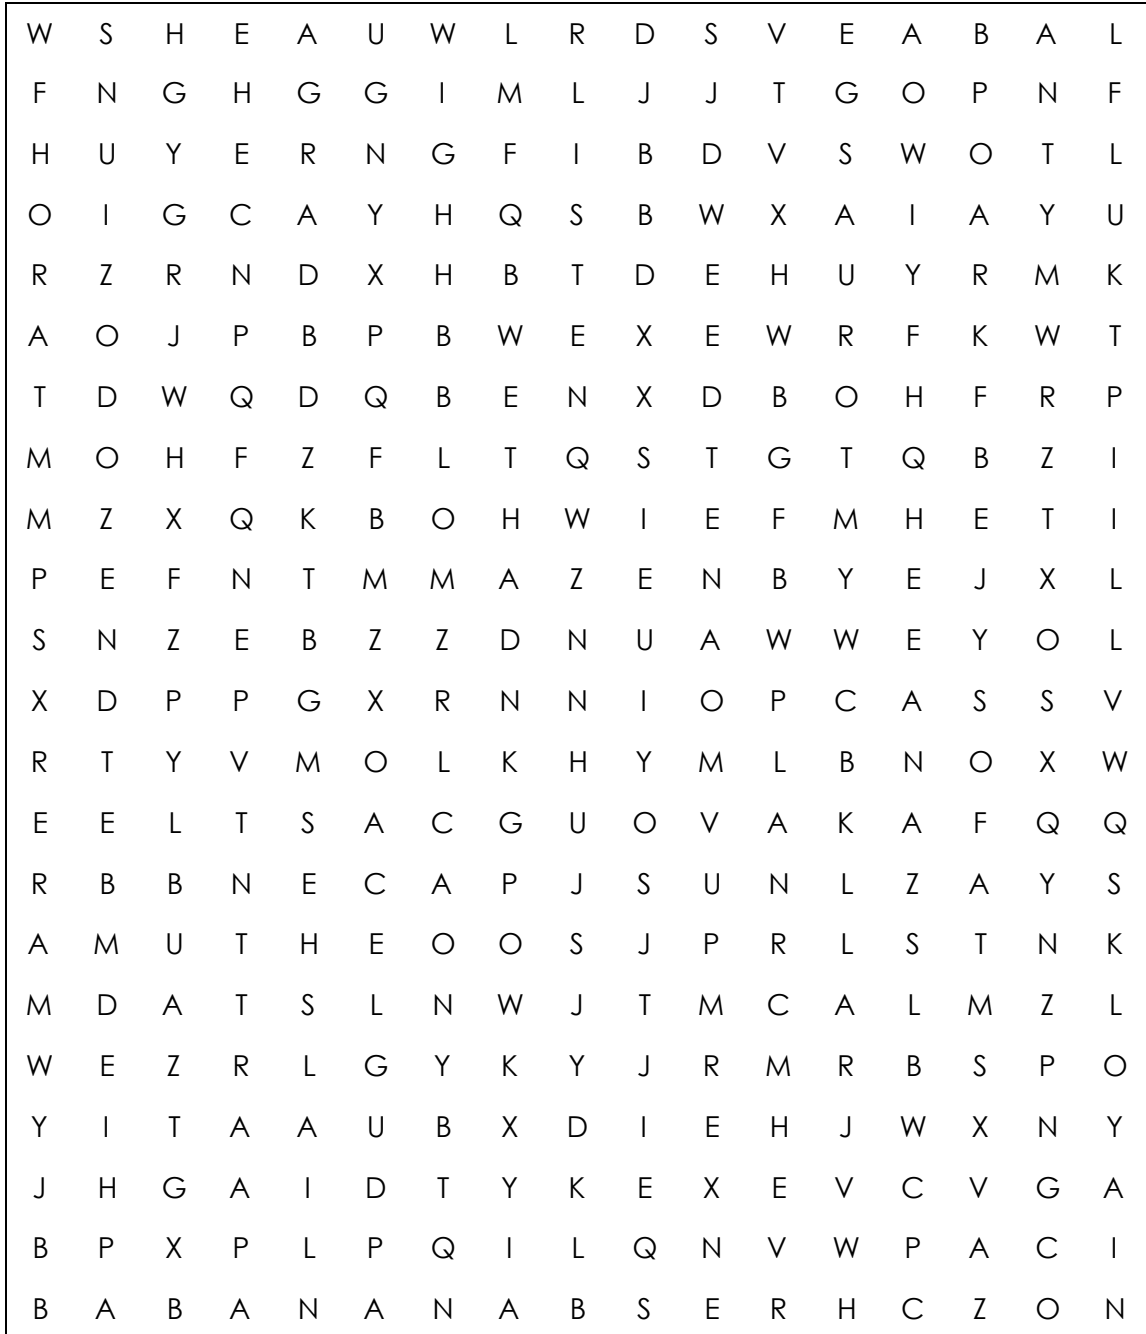 W S H E A U W L R D S V E A B A L
F N G H G G I M L J J T G O P N F
H U Y E R N G F I B D V S W O T L
O I G C A Y H Q S B W X A I A Y U
R Z R N D X H B T D E H U Y R M K
A O J P B P B W E X E W R F K W T
T D W Q D Q B E N X D B O H F R P
M O H F Z F L T Q S T G T Q B Z I
M Z X Q K B O H W I E F M H E T I
P E F N T M M A Z E N B Y E J X L
S N Z E B Z Z D N U A W W E Y O L
X D P P G X R N N I O P C A S S V
R T Y V M O L K H Y M L B N O X W
E E L T S A C G U O V A K A F Q Q
R B B N E C A P J S U N L Z A Y S
A M U T H E O O S J P R L S T N K
M D A T S L N W J T M C A L M Z L
W E Z R L G Y K Y J R M R B S P O
Y I T A A U B X D I E H J W X N Y
J H G A I D T Y K E X E V C V G A
B P X P L P Q I L Q N V W P A C I
B A B A N A N A B S E R H C Z O N